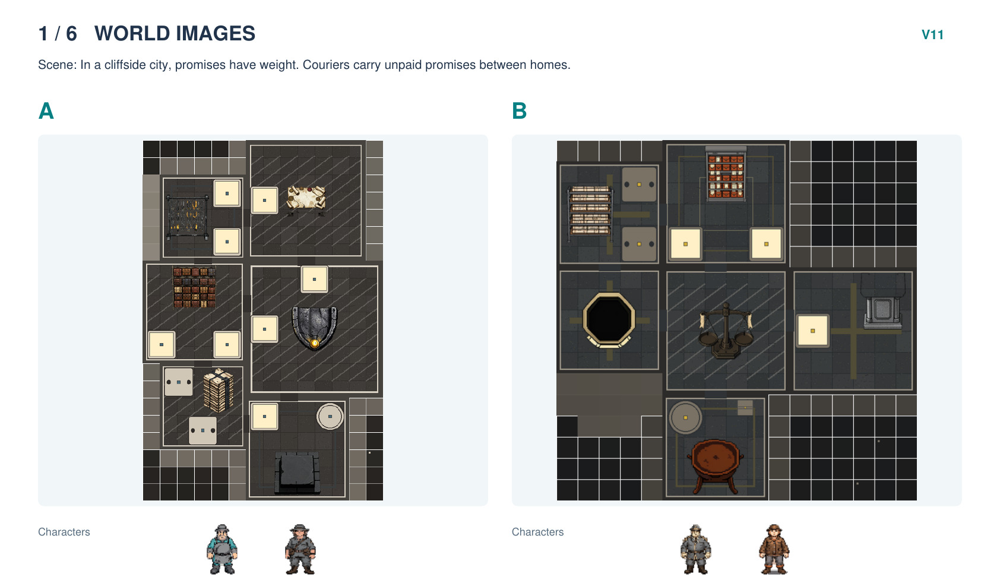 1 / 6 WORLD IMAGES
V11
Scene: In a cliffside city, promises have weight. Couriers carry unpaid promises between homes.
A
B
Characters
Characters